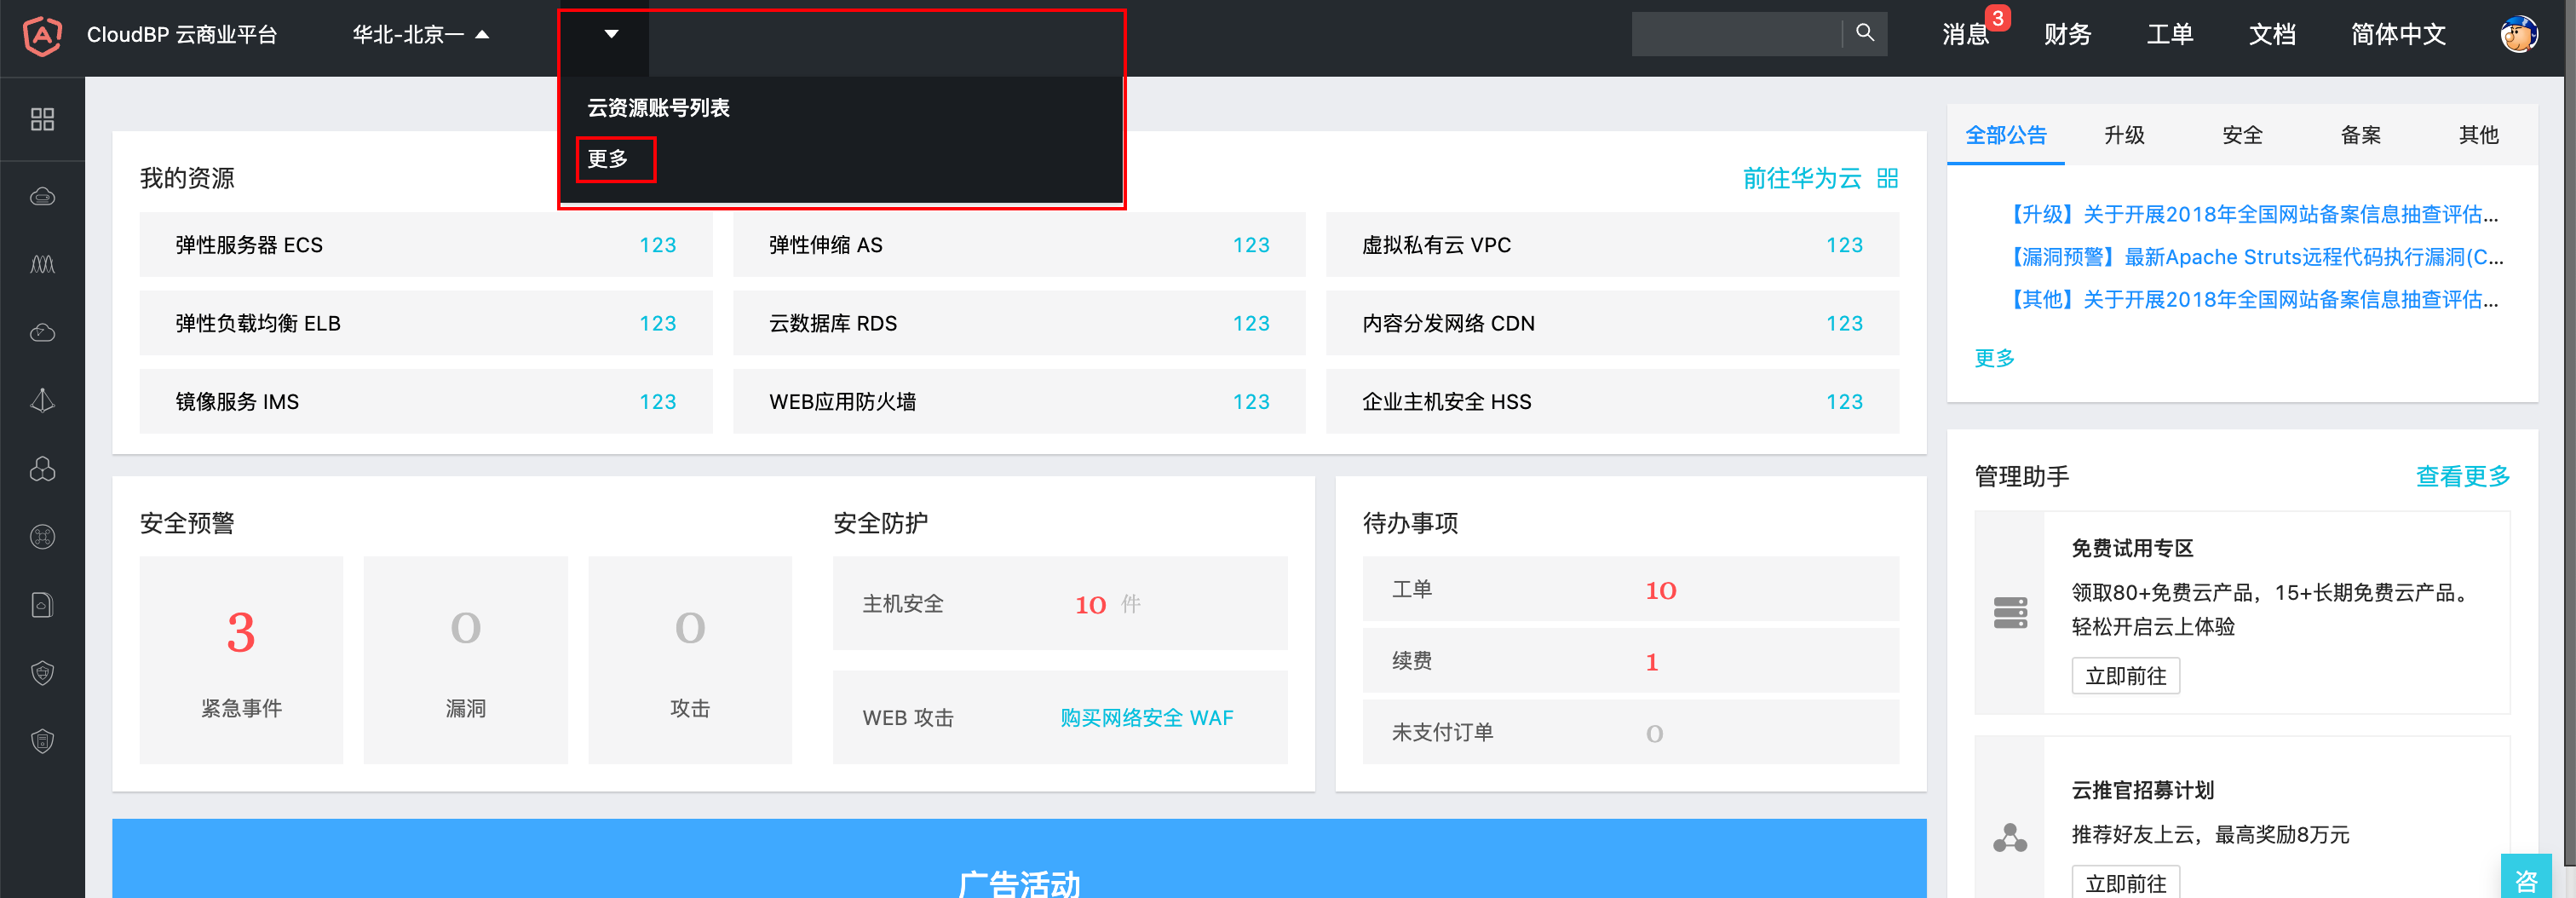 CloudBP 云商业平台
华北-北京一
消息
3
财务
工单
文档
简体中文
云资源账号列表
更多
我的资源
前往华为云
弹性服务器 ECS
123
弹性伸缩 AS
123
虚拟私有云 VPC
123
弹性负载均衡 ELB
123
云数据库 RDS
123
内容分发网络 CDN
123
镜像服务 IMS
123
WEB应用防火墙
123
企业主机安全 HSS
123
全部公告
升级
安全
备案
其他
【升级】关于开展2018年全国网站备案信息抽查评估...
【漏洞预警】最新Apache Struts远程代码执行漏洞(C...
【其他】关于开展2018年全国网站备案信息抽查评估...
更多
安全预警
3
紧急事件
0
漏洞
0
攻击
安全防护
主机安全
10 件
WEB 攻击
购买网络安全 WAF
待办事项
工单
10
续费
1
未支付订单
0
管理助手
查看更多
免费试用专区
领取80+免费云产品，15+长期免费云产品。
轻松开启云上体验
立即前往
云推官招募计划
推荐好友上云，最高奖励8万元
立即前往
广告活动
咨